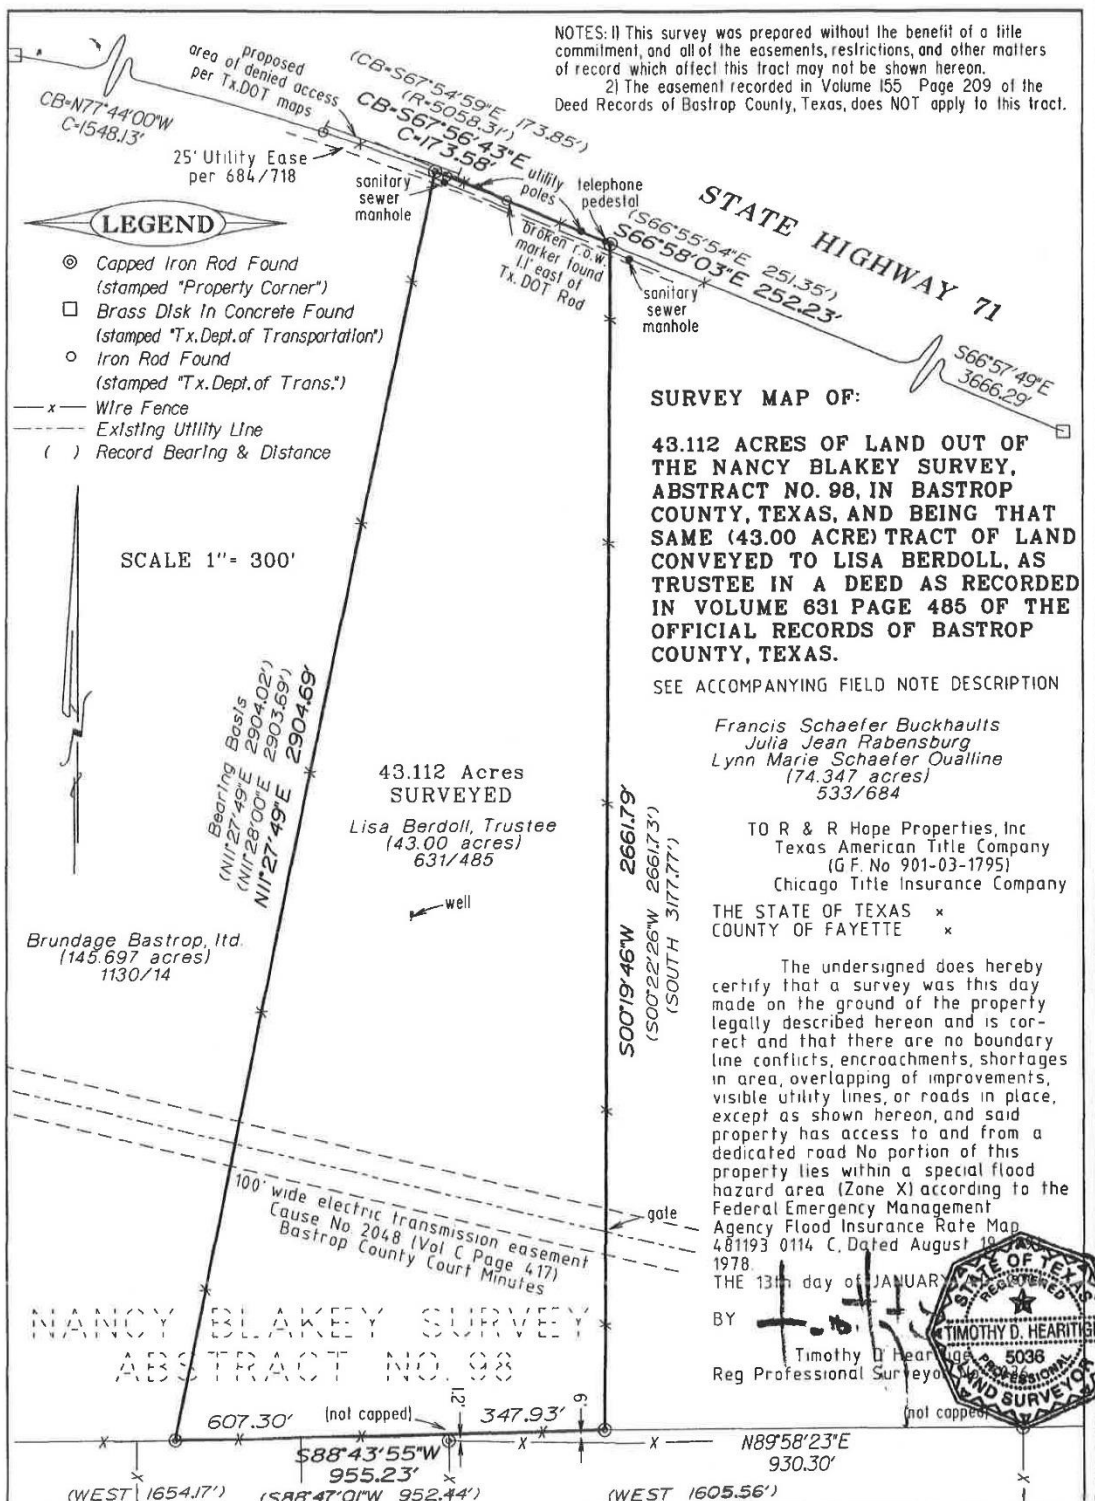 NOTES: 1) This survey was prepared without the benefit of a title
commitment, and all of the easements, restrictions, and other matters
of record which affect this tract may not be shown hereon.
2) The easement recorded in Volume 155 Page 209 of the
Deed Records of Bastrop County, Texas, does NOT apply to this tract.
proposed
area of denied access
per Tx.DOT maps
(CB=S67°54'59"E 173.85')
(R=5058.31')
CB=S67°56'43"E
C=173.58'
CB=N77°44'00"W
C=1548.13'
25' Utility Ease
per 684/718
sanitary
sewer
manhole
utility
poles
telephone
pedestal
broken r.o.w.
marker found
1.1' east of
Tx.DOT Rod
(S66°55'54"E 251.35')
S66°58'03"E 252.23'
sanitary
sewer
manhole
STATE HIGHWAY 71
S66°57'49"E
3666.29'
LEGEND
Capped Iron Rod Found
(stamped "Property Corner")
Brass Disk in Concrete Found
(stamped "Tx.Dept.of Transportation")
Iron Rod Found
(stamped "Tx.Dept.of Trans.")
x Wire Fence
Existing Utility Line
( ) Record Bearing & Distance
SCALE 1"= 300'
SURVEY MAP OF:
43.112 ACRES OF LAND OUT OF
THE NANCY BLAKEY SURVEY,
ABSTRACT NO. 98, IN BASTROP
COUNTY, TEXAS, AND BEING THAT
SAME (43.00 ACRE) TRACT OF LAND
CONVEYED TO LISA BERDOLL, AS
TRUSTEE IN A DEED AS RECORDED
IN VOLUME 631 PAGE 485 OF THE
OFFICIAL RECORDS OF BASTROP
COUNTY, TEXAS.
SEE ACCOMPANYING FIELD NOTE DESCRIPTION
Francis Schaefer Buckhaults
Julia Jean Rabensburg
Lynn Marie Schaefer Oualline
(74.347 acres)
533/684
Bearing Basis
(N11°27'49"E 2904.02')
(N11°28'00"E 2903.69')
N11°27'49"E 2904.69'
43.112 Acres
SURVEYED
Lisa Berdoll, Trustee
(43.00 acres)
631/485
well
S00°19'46"W 2661.79'
(S00°22'26"W 2661.73')
(SOUTH 3177.77')
Brundage Bastrop, ltd.
(145.697 acres)
1130/14
TO R & R Hope Properties, Inc
Texas American Title Company
(G F. No 901-03-1795)
Chicago Title Insurance Company
THE STATE OF TEXAS x
COUNTY OF FAYETTE x
The undersigned does hereby
certify that a survey was this day
made on the ground of the property
legally described hereon and is cor-
rect and that there are no boundary
line conflicts, encroachments, shortages
in area, overlapping of improvements,
visible utility lines, or roads in place,
except as shown hereon, and said
property has access to and from a
dedicated road No portion of this
property lies within a special flood
hazard area (Zone X) according to the
Federal Emergency Management
Agency Flood Insurance Rate Map
481193 0114 C, Dated August 19
1978.
THE 13th day of JANUARY
BY
Timothy D Hearitige
Reg Professional Surveyor No
STATE OF TEXAS
REGISTERED
TIMOTHY D. HEARITIGE
5036
PROFESSIONAL
LAND SURVEYOR
100' wide electric transmission easement
Cause No 2048 (Vol C Page 417)
Bastrop County Court Minutes
gate
NANCY BLAKEY SURVEY
ABSTRACT NO. 98
607.30'
(not capped)
1.2'
347.93'
.6'
(not capped)
S88°43'55"W
955.23'
N89°58'23"E
930.30'
(WEST 1654.17')
(S88°47'01"W 952.44')
(WEST 1605.56')